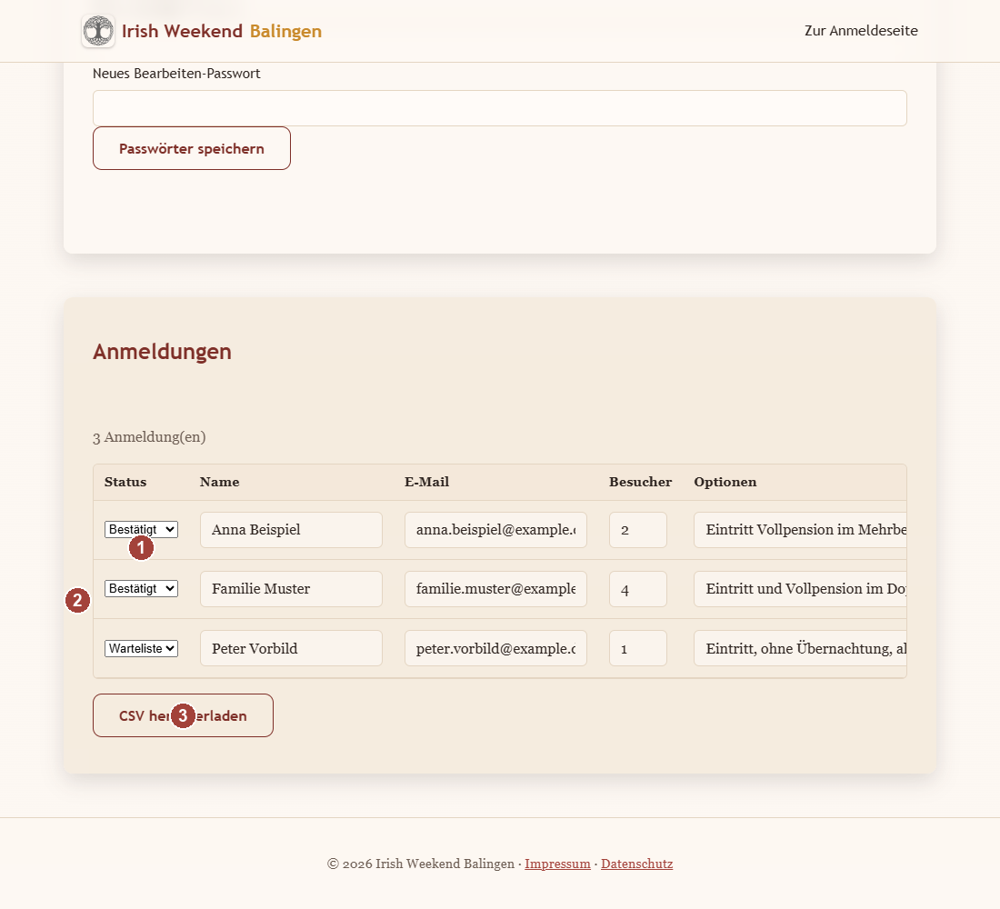 Irish Weekend Balingen
Zur Anmeldeseite
Neues Bearbeiten-Passwort
Passwörter speichern
Anmeldungen
3 Anmeldung(en)
Status Name E-Mail Besucher Optionen
Bestätigt Anna Beispiel anna.beispiel@example. 2 Eintritt Vollpension im Mehrbe
1
2
Bestätigt Familie Muster familie.muster@example 4 Eintritt und Vollpension im Do
Warteliste Peter Vorbild peter.vorbild@example. 1 Eintritt, ohne Übernachtung, a
CSV her 3 erladen
© 2026 Irish Weekend Balingen · Impressum · Datenschutz